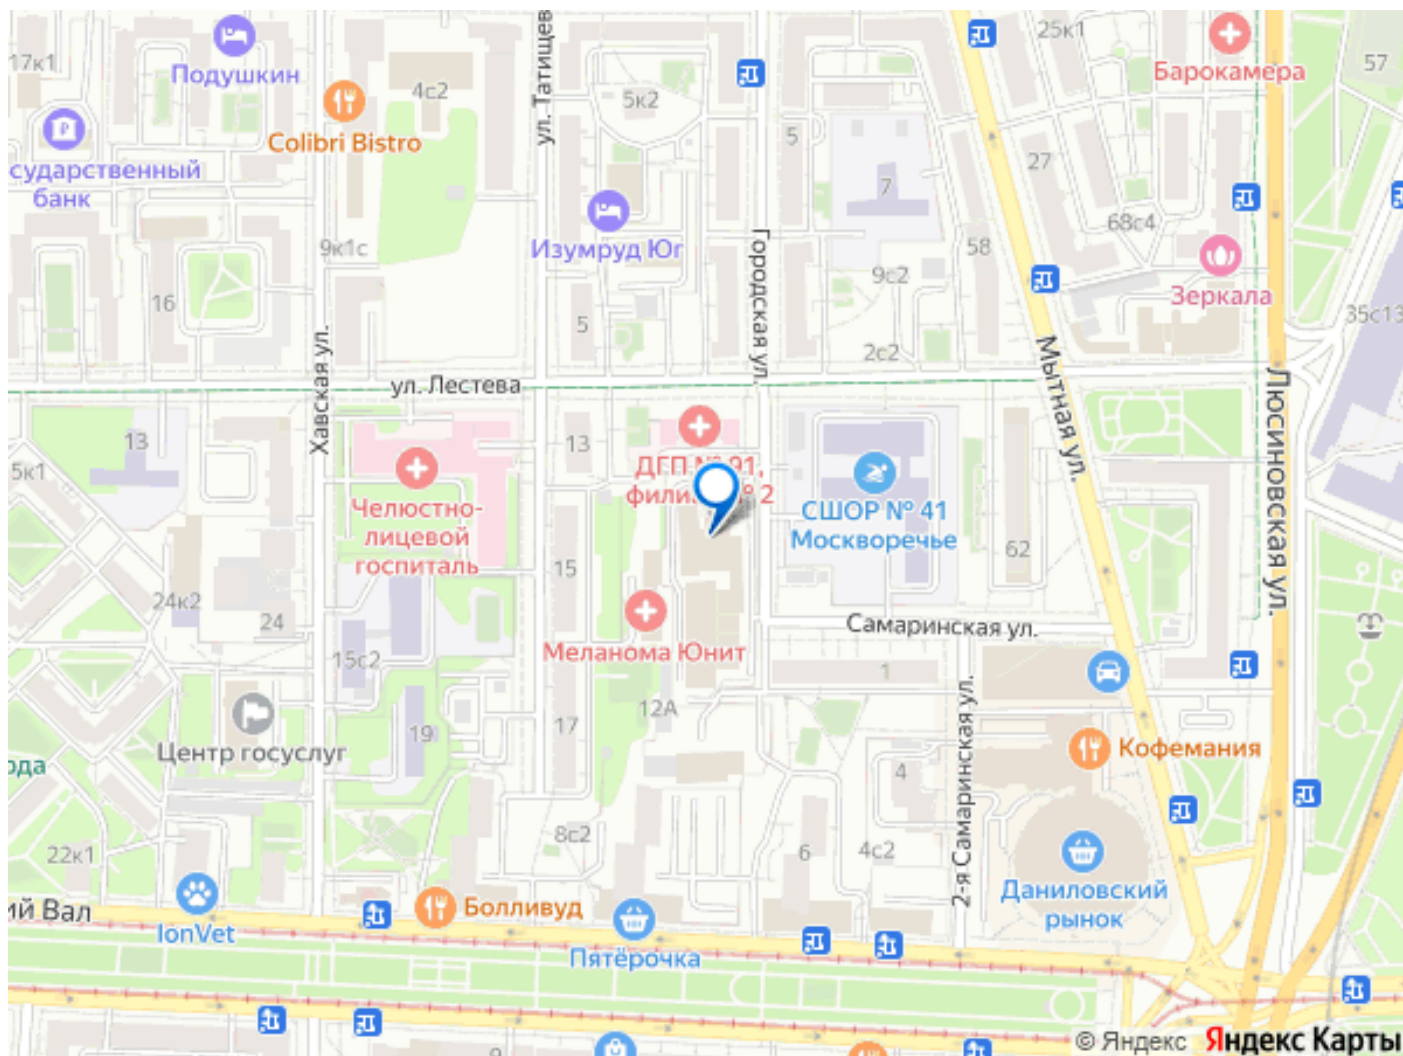 17к1
Подушкин
4с2
Colibri Bistro
сударственный
банк
ул. Татищев
5к2
25к1
Барокамера
57
5
27
7
68с4
58
Изумруд Юг
Городская ул.
9к1с
9с2
Зеркала
16
5
2с2
35с13
Хавская ул.
ул. Лестева
Мытная ул.
Люсиновская ул.
13
5к1
13
ДГП № 91,
филиал № 2
Челюстно-
лицевой
госпиталь
СШОР № 41
Москворечье
62
15
24к2
24
Меланома Юнит
Самаринская ул.
15с2
1
12А
17
19
Центр госуслуг
2-я Самаринская ул.
Кофемания
ода
4
8с2
6
4с2
22к1
Даниловский
рынок
ий Вал
IonVet
Болливуд
Пятёрочка
9
© Яндекс Яндекс Карты